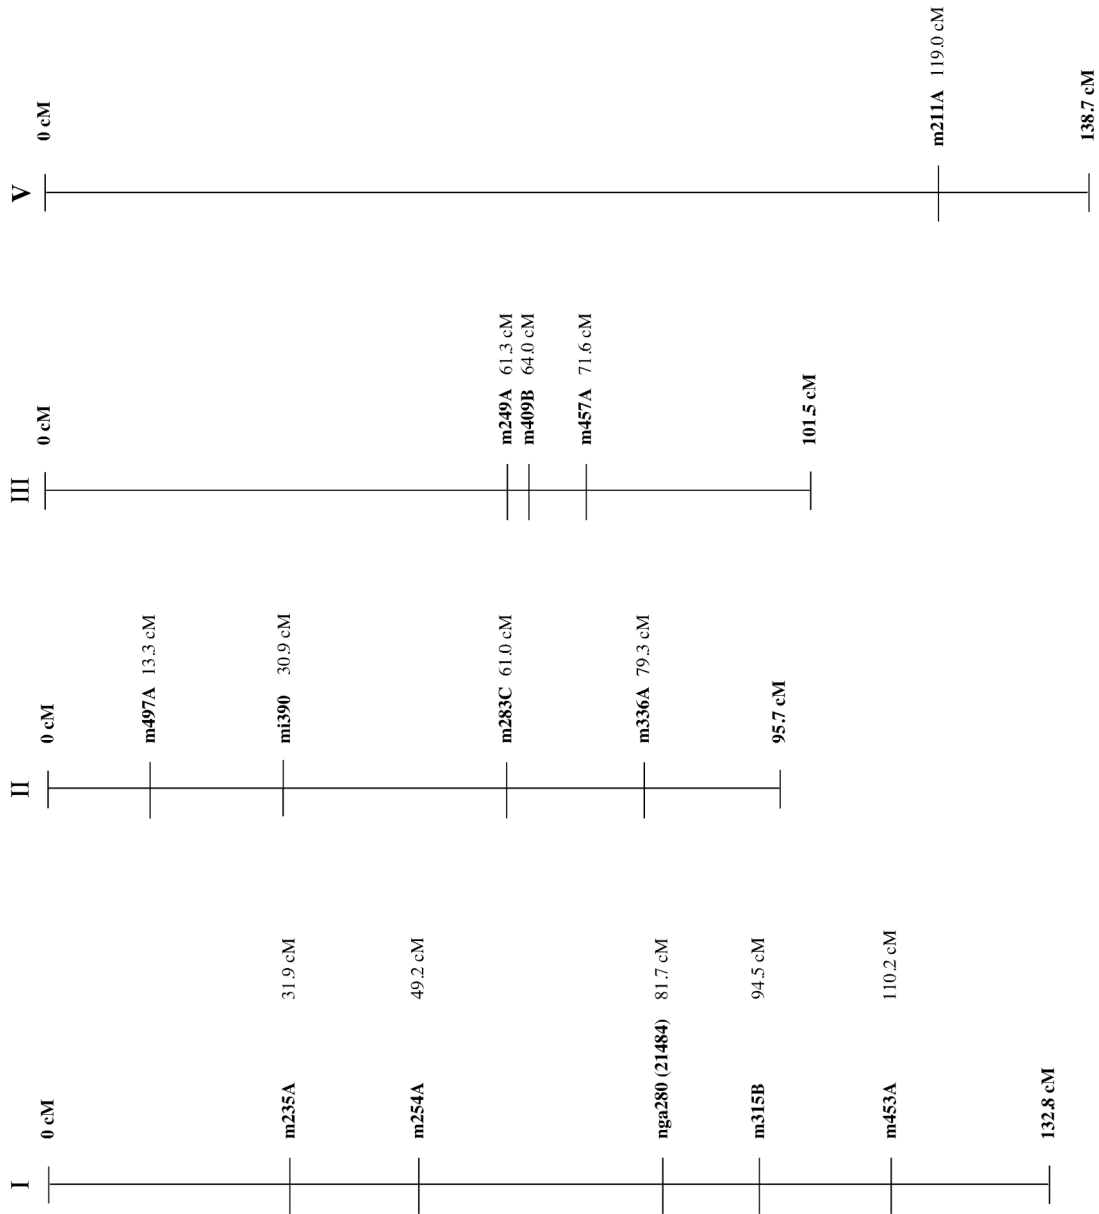 I
0 cM
m235A 31.9 cM
m254A 49.2 cM
nga280 (21484) 81.7 cM
m315B 94.5 cM
m453A 110.2 cM
132.8 cM
II
0 cM
m497A 13.3 cM
mi390 30.9 cM
m283C 61.0 cM
m336A 79.3 cM
95.7 cM
III
0 cM
m249A 61.3 cM
m409B 64.0 cM
m457A 71.6 cM
101.5 cM
V
0 cM
m211A 119.0 cM
138.7 cM